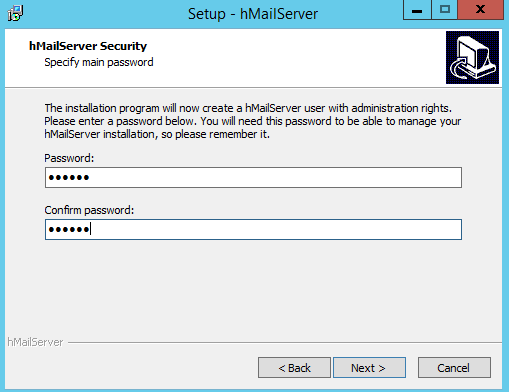 Setup - hMailServer
hMailServer Security
Specify main password
The installation program will now create a hMailServer user with administration rights.
Please enter a password below. You will need this password to be able to manage your
hMailServer installation, so please remember it.
Password:
••••••
Confirm password:
••••••
hMailServer
< Back
Next >
Cancel